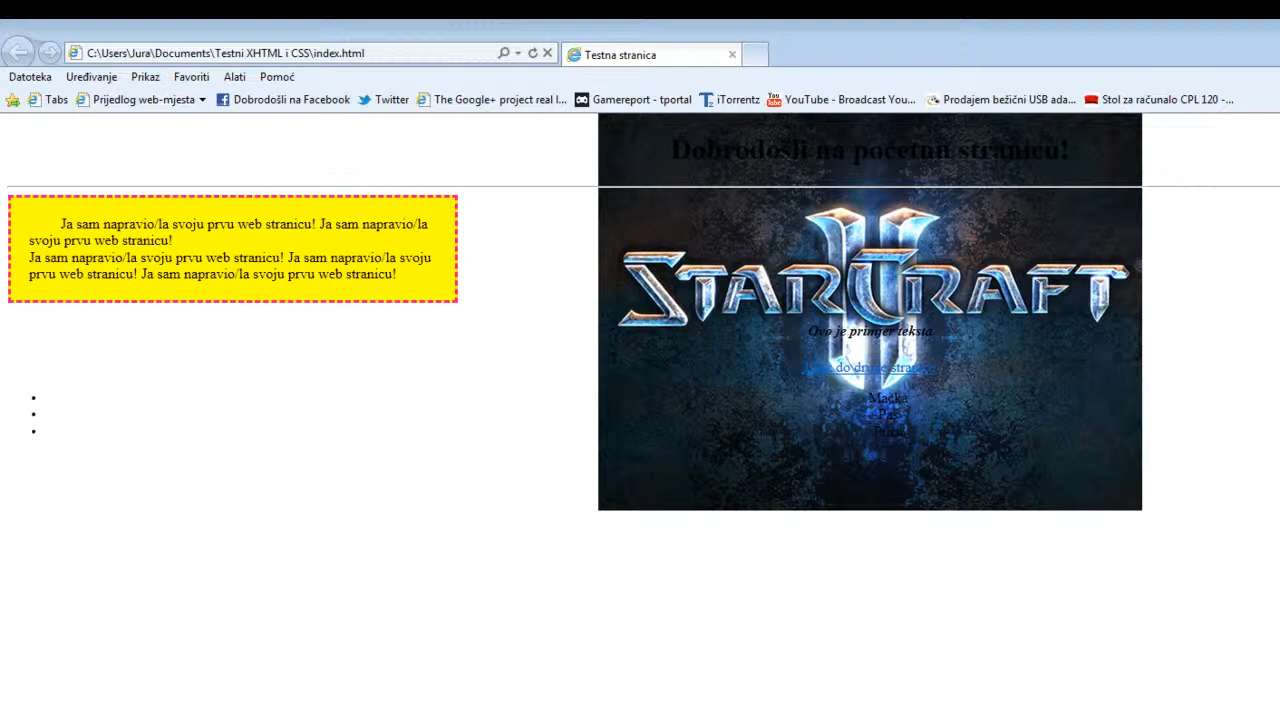 C:\Users\Jura\Documents\Testni XHTML i CSS\index.html
Testna stranica
Datoteka Uređivanje Prikaz Favoriti Alati Pomoć
Tabs Prijedlog web-mjesta Dobrodošli na Facebook Twitter The Google+ project real l... Gamereport - tportal iTorrentz YouTube - Broadcast You... Prodajem bežični USB ada... Stol za računalo CPL 120 -...
Dobrodošli na početnu stranicu!
Ja sam napravio/la svoju prvu web stranicu! Ja sam napravio/la
svoju prvu web stranicu!
Ja sam napravio/la svoju prvu web stranicu! Ja sam napravio/la svoju
prvu web stranicu! Ja sam napravio/la svoju prvu web stranicu!
STARCRAFT
II
Ovo je primjer teksta
do druge
Mačka
Pas